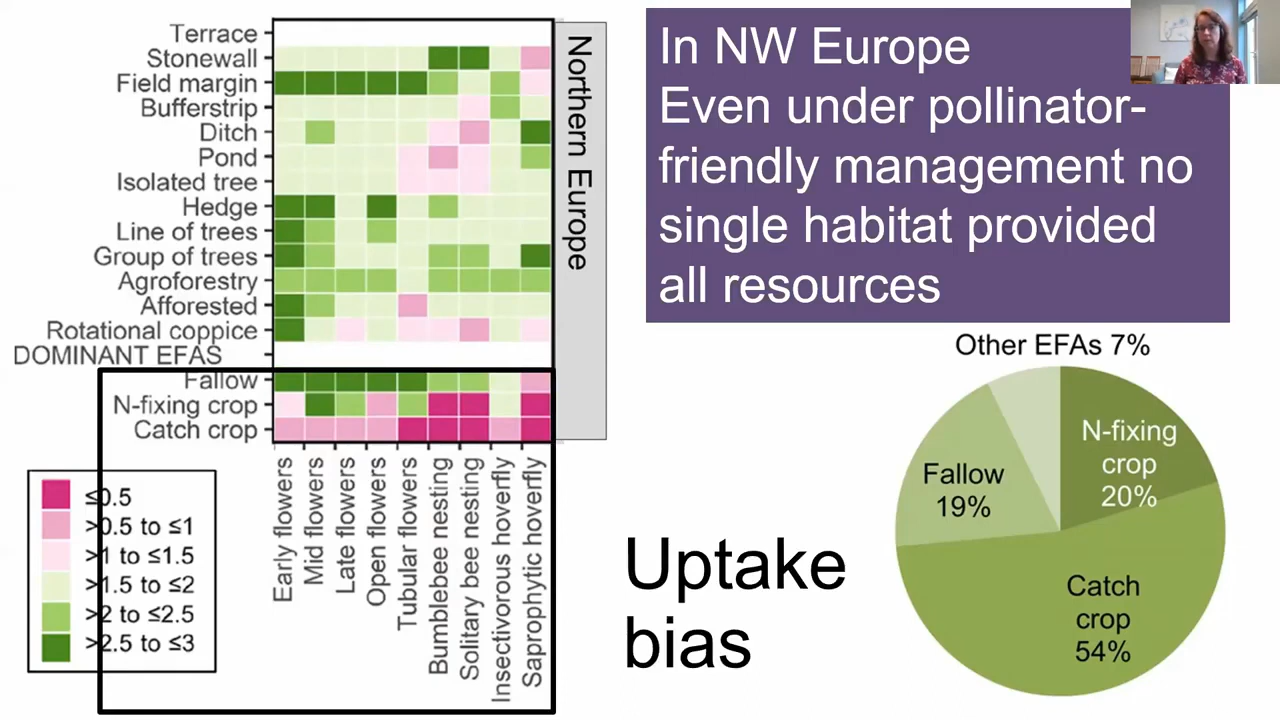 Terrace
Stonewall
Field margin
Bufferstrip
Ditch
Pond
Isolated tree
Hedge
Line of trees
Group of trees
Agroforestry
Afforested
Rotational coppice
DOMINANT EFAS
Fallow
N-fixing crop
Catch crop
Northern Europe
Early flowers
Mid flowers
Late flowers
Open flowers
Tubular flowers
Bumblebee nesting
Solitary bee nesting
Insectivorous hoverfly
Saprophytic hoverfly
≤0.5
>0.5 to ≤1
>1 to ≤1.5
>1.5 to ≤2
>2 to ≤2.5
>2.5 to ≤3
In NW Europe
Even under pollinator-
friendly management no
single habitat provided
all resources
Uptake
bias
Other EFAs 7%
N-fixing
crop
20%
Fallow
19%
Catch
crop
54%